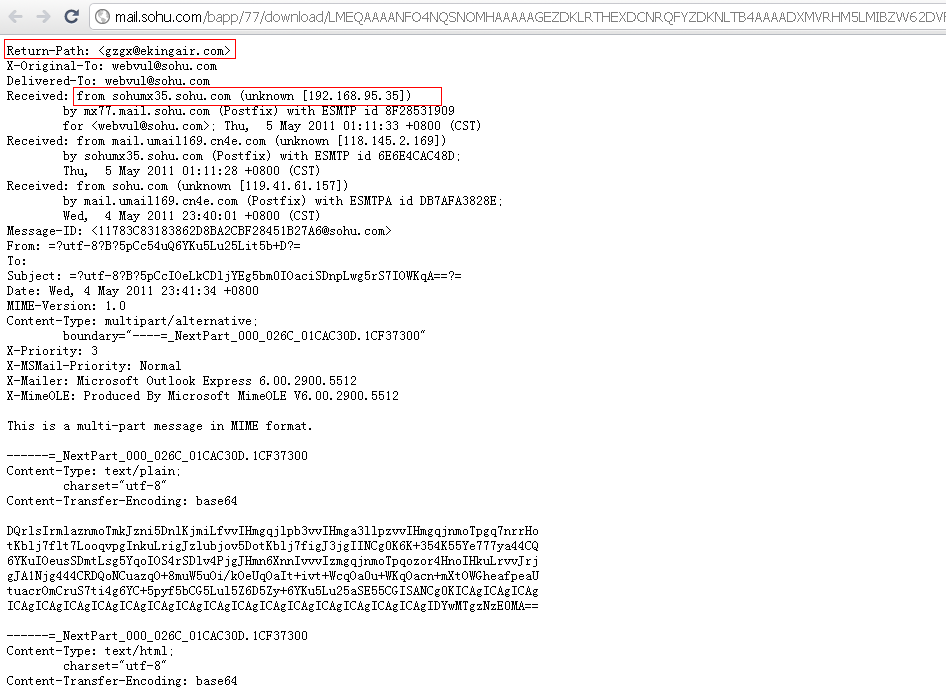 mail.sohu.com/bapp/77/download/LMEQAAAANFO4NQSNOMHAAAAAGEZDKLRTHEXDCNRQFYZDKNLTB4AAAADXMVRHM5LMIBZW62DVF
Return-Path: <gzgx@ekingair.com>
X-Original-To: webvul@sohu.com
Delivered-To: webvul@sohu.com
Received: from sohumx35.sohu.com (unknown [192.168.95.35])
by mx77.mail.sohu.com (Postfix) with ESMTP id 8F28531909
for <webvul@sohu.com>; Thu, 5 May 2011 01:11:33 +0800 (CST)
Received: from mail.umail169.cn4e.com (unknown [118.145.2.169])
by sohumx35.sohu.com (Postfix) with ESMTP id 6E6E4CAC48D;
Thu, 5 May 2011 01:11:28 +0800 (CST)
Received: from sohu.com (unknown [119.41.61.157])
by mail.umail169.cn4e.com (Postfix) with ESMTPA id DB7AFA3828E;
Wed, 4 May 2011 23:40:01 +0800 (CST)
Message-ID: <11783C83183862D8BA2CBF28451B27A6@sohu.com>
From: =?utf-8?B?5pCc54uQ6YKu5Lu25Lit5b+D?=
To:
Subject: =?utf-8?B?5pCcIOeLkCDljYEg5bm0IOaciSDnpLwg5rS7IOWKqA==?=
Date: Wed, 4 May 2011 23:41:34 +0800
MIME-Version: 1.0
Content-Type: multipart/alternative;
boundary="----=_NextPart_000_026C_01CAC30D.1CF37300"
X-Priority: 3
X-MSMail-Priority: Normal
X-Mailer: Microsoft Outlook Express 6.00.2900.5512
X-MimeOLE: Produced By Microsoft MimeOLE V6.00.2900.5512
This is a multi-part message in MIME format.
------=_NextPart_000_026C_01CAC30D.1CF37300
Content-Type: text/plain;
charset="utf-8"
Content-Transfer-Encoding: base64
DQrlsIrmlaznmoTmkJzni5DnlKjmiLfvvIHmgqjlpb3vvIHmga3llpzvvIHmgqjnmoTpgq7nrrHo
tKblj7flt7LooqvpgInkuLrigJzlubjov5DotKblj7figJ3jgIINCg0K6K+354K55Ye777ya44CQ
6YKuIOeusSDmtLsg5YqoIOS4rSDlv4PjgJHmn6XnnIvvvIzmgqjnmoTpqozor4HnoIHkuLrvvJrj
gJA1Njg444CRDQoNCuazqO+8muW5uOi/kOeUqOaIt+ivt+WcqOaOu+WKqOacn+mXtOWGheafpeaU
tuacrOmCruS7ti4g6YC+5pyf5bCG5Lul5Z6D5Zy+6YKu5Lu25aSE55CGISANCg0KICAgICAgICAg
ICAgICAgICAgICAgICAgICAgICAgICAgICAgICAgICAgICAgICAgICAgICAgIDYwMTgzNzE0MA==
------=_NextPart_000_026C_01CAC30D.1CF37300
Content-Type: text/html;
charset="utf-8"
Content-Transfer-Encoding: base64